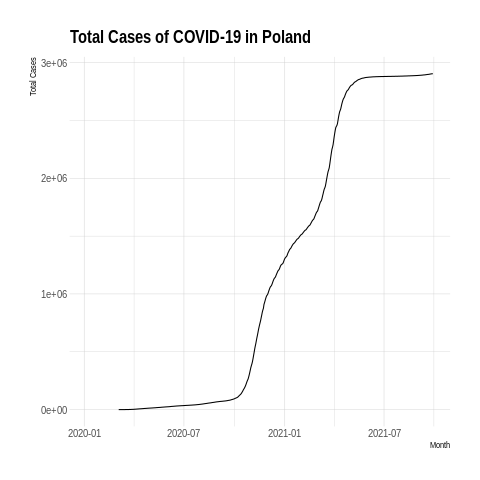 Total Cases of COVID-19 in Poland
Total Cases
3e+06
2e+06
1e+06
0e+00
2020-01 2020-07 2021-01 2021-07
Month